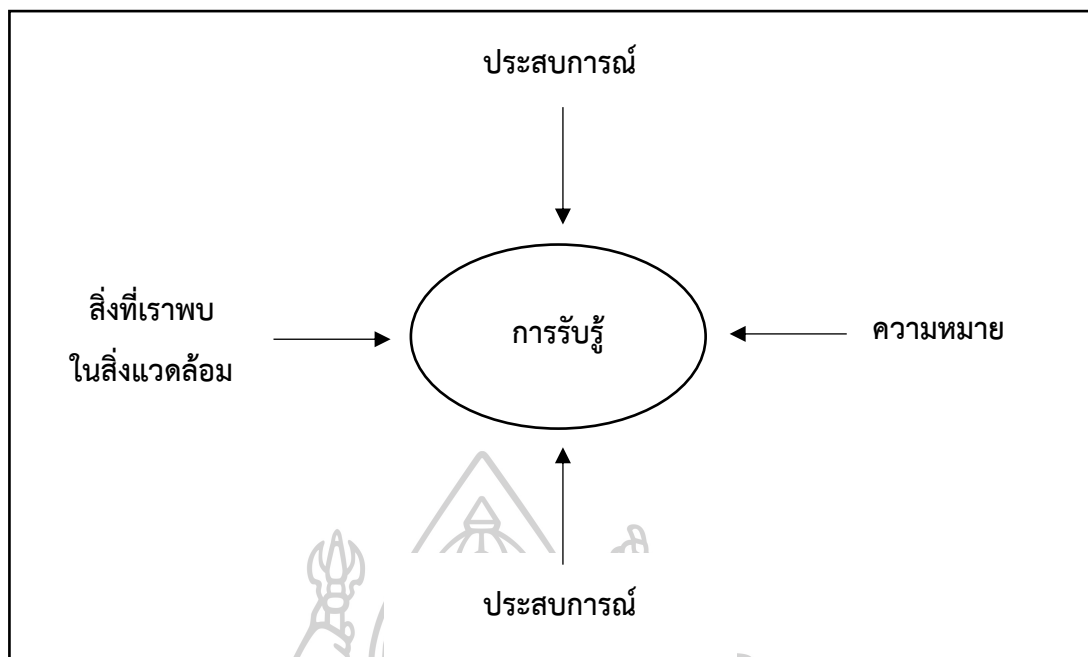 ประสบการณ์
สิ่งที่เราพบ
ในสิ่งแวดล้อม
การรับรู้
ความหมาย
ประสบการณ์